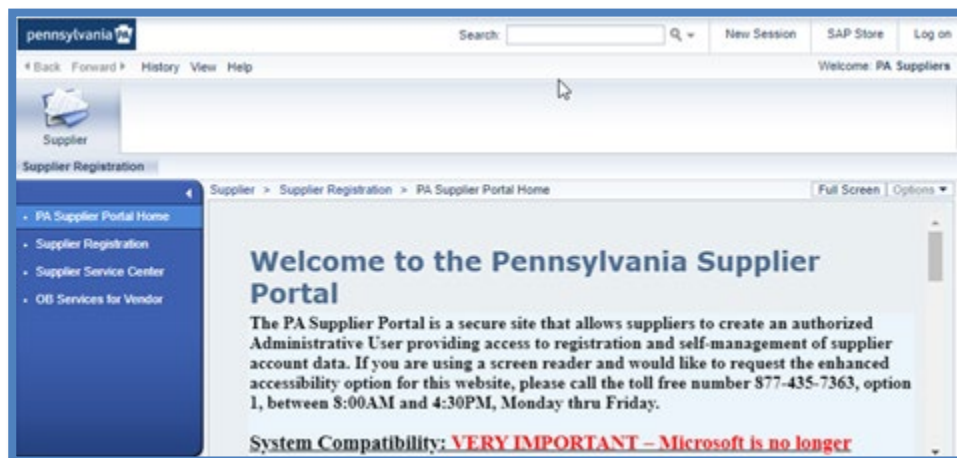 pennsylvania PA
Search:
New Session SAP Store Log on
Back Forward History View Help Welcome: PA Suppliers
Supplier
Supplier Registration
Supplier > Supplier Registration > PA Supplier Portal Home Full Screen Options
• PA Supplier Portal Home
• Supplier Registration
• Supplier Service Center
• OB Services for Vendor
Welcome to the Pennsylvania Supplier
Portal
The PA Supplier Portal is a secure site that allows suppliers to create an authorized
Administrative User providing access to registration and self-management of supplier
account data. If you are using a screen reader and would like to request the enhanced
accessibility option for this website, please call the toll free number 877-435-7363, option
1, between 8:00AM and 4:30PM, Monday thru Friday.
System Compatibility: VERY IMPORTANT – Microsoft is no longer